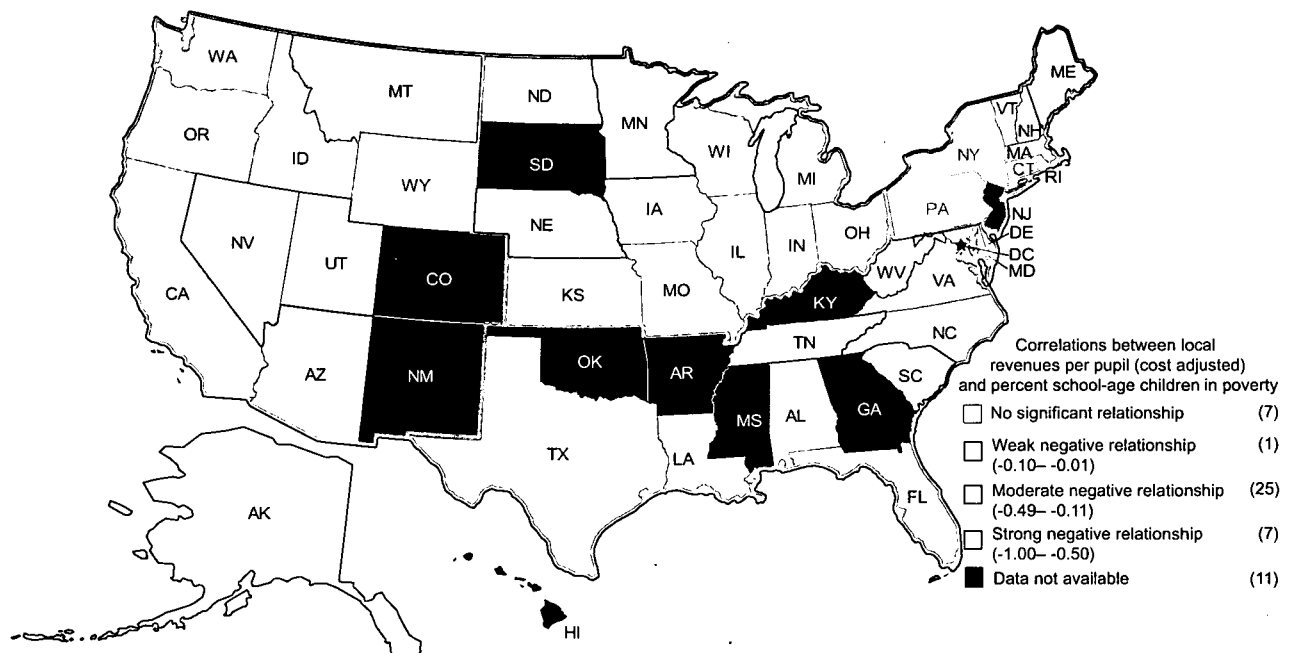 WA
MT
ND
MN
ME
VT
NH
OR
ID
WY
SD
WI
MI
NY
MA
CT
RI
NE
IA
PA
NJ
DE
DC
MD
NV
UT
CO
KS
MO
IL
IN
OH
WV
VA
KY
CA
AZ
NM
OK
AR
TN
NC
SC
MS
AL
GA
TX
LA
FL
AK
HI
Correlations between local
revenues per pupil (cost adjusted)
and percent school-age children in poverty
No significant relationship (7)
Weak negative relationship (1)
(-0.10– -0.01)
Moderate negative relationship (25)
(-0.49– -0.11)
Strong negative relationship (7)
(-1.00– -0.50)
Data not available (11)